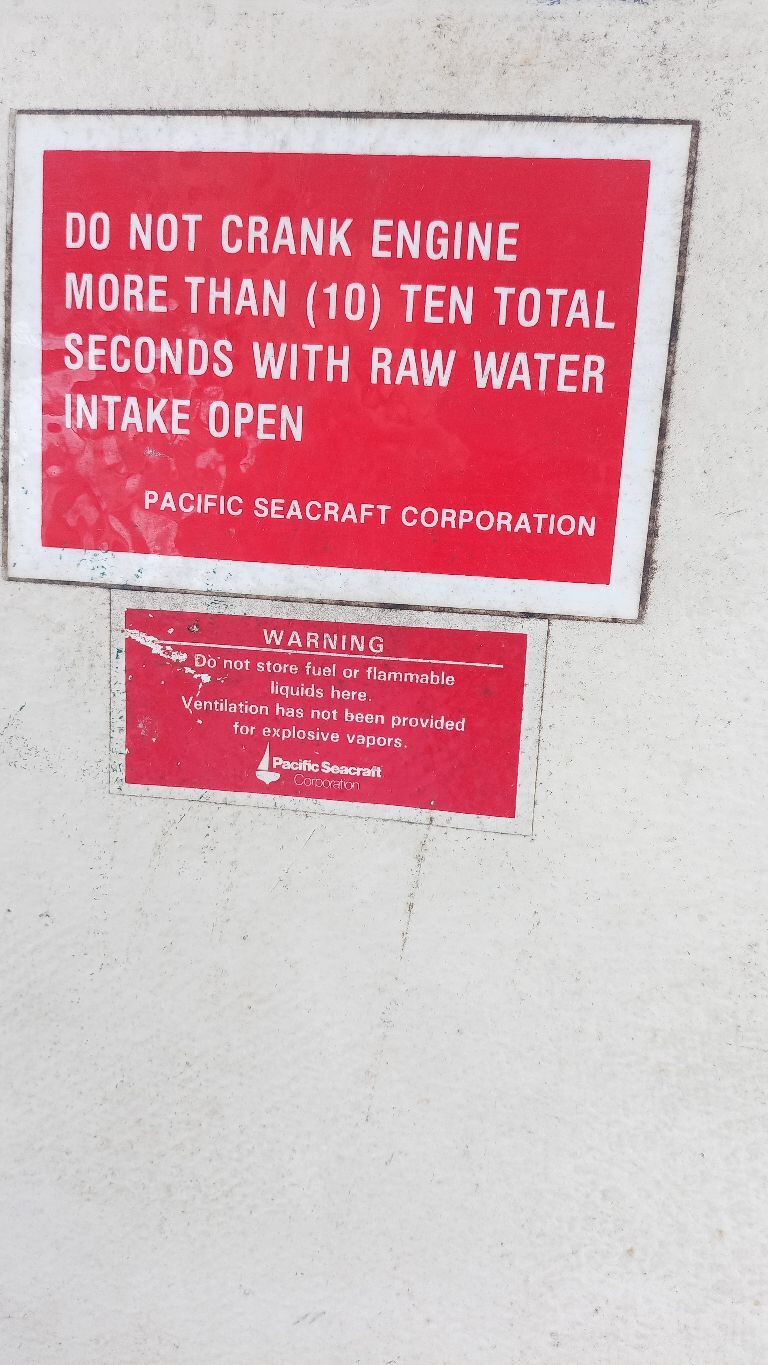 DO NOT CRANK ENGINE
MORE THAN (10) TEN TOTAL
SECONDS WITH RAW WATER
INTAKE OPEN
PACIFIC SEACRAFT CORPORATION
WARNING
Do not store fuel or flammable
liquids here.
Ventilation has not been provided
for explosive vapors.
Pacific Seacraft
Corporation